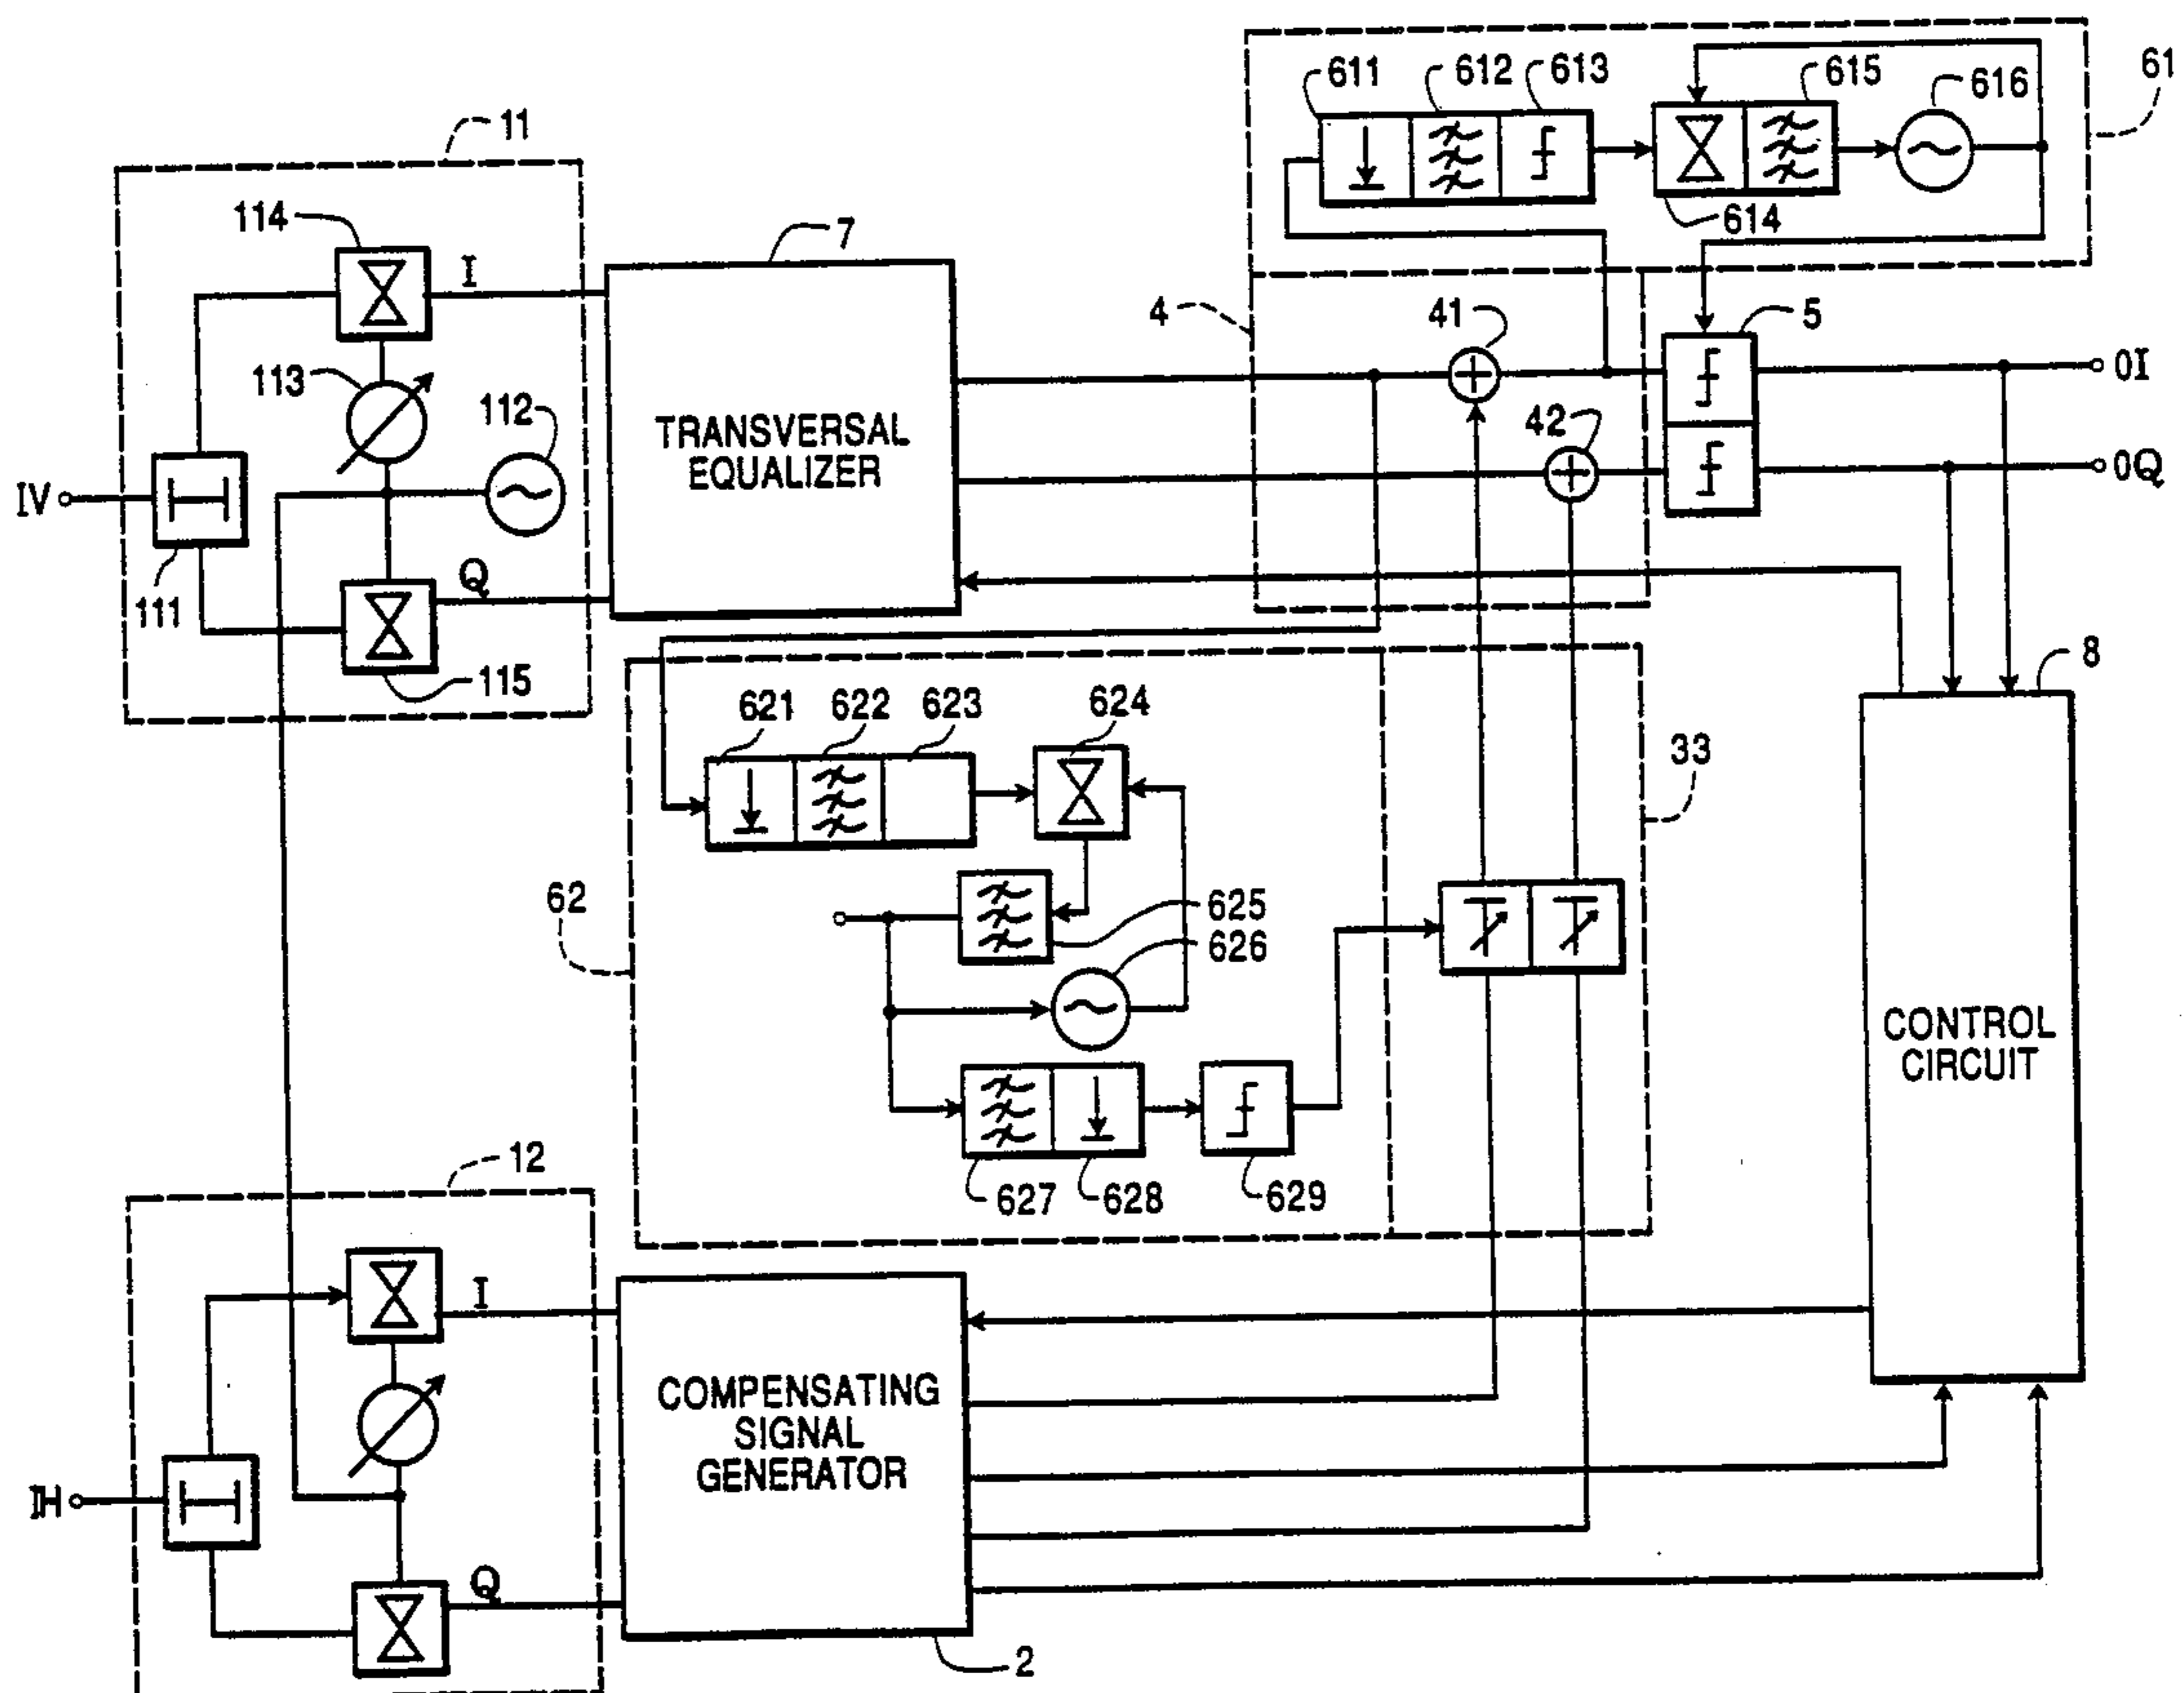 611
612
613
615
616
61
11
114
I
7
614
4
41
5
OI
113
112
42
TRANSVERSAL
EQUALIZER
OQ
IV
111
Q
115
8
621
622
623
624
33
62
625
626
CONTROL
CIRCUIT
12
627
628
629
I
COMPENSATING
SIGNAL
GENERATOR
IH
Q
2